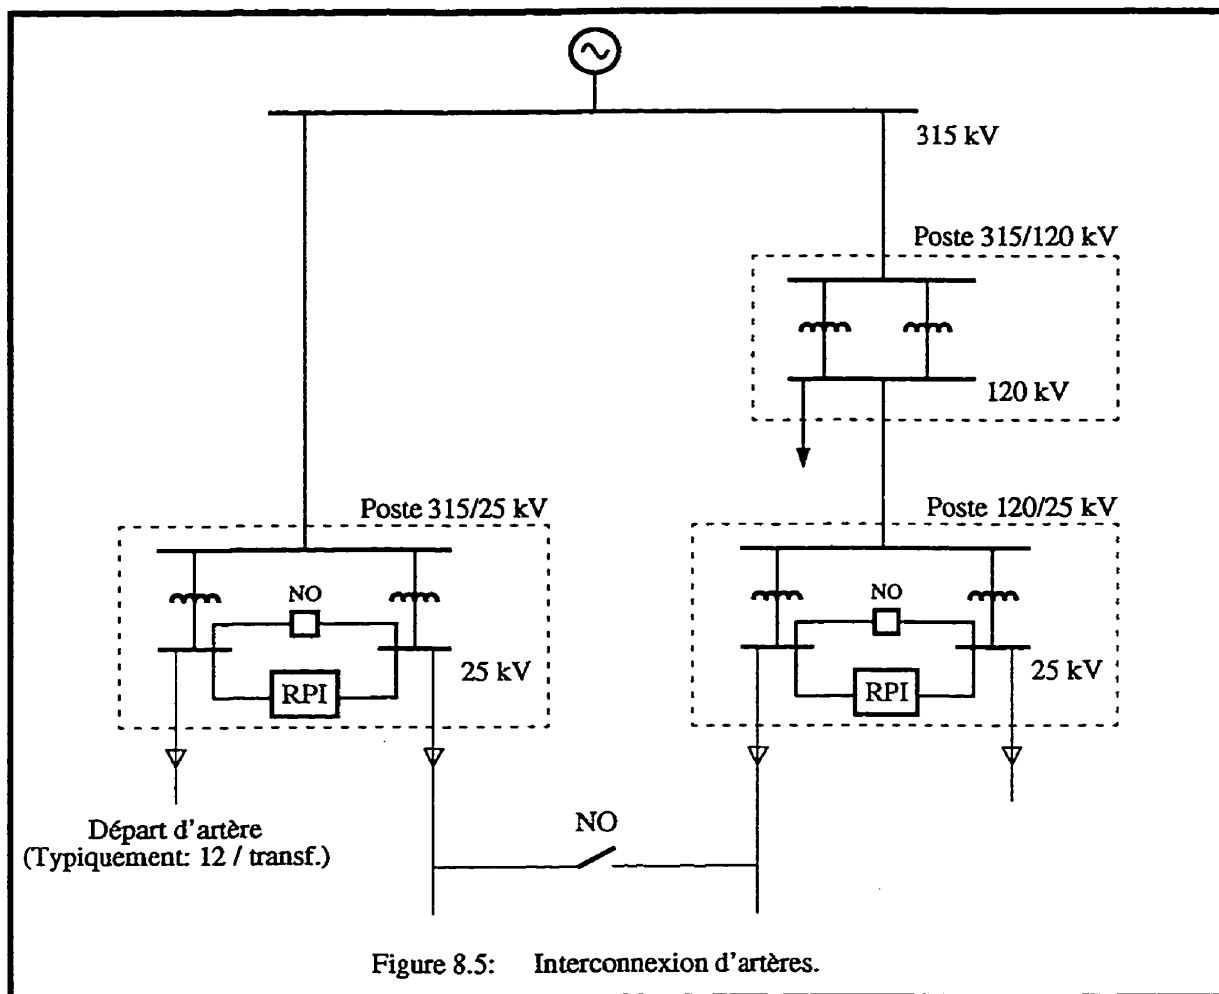 315 kV
Poste 315/120 kV
120 kV
Poste 315/25 kV
Poste 120/25 kV
NO
NO
25 kV
25 kV
RPI
RPI
Départ d'artère
(Typiquement: 12 / transf.)
NO
Figure 8.5: Interconnexion d'artères.